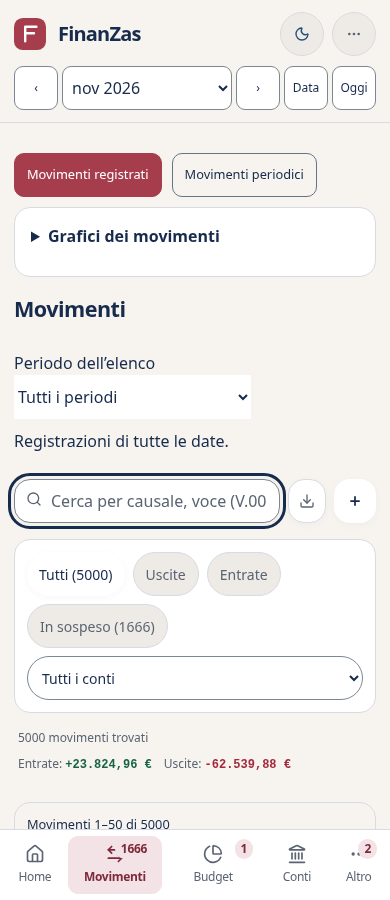 F FinanZas
‹ nov 2026 › Data Oggi
Movimenti registrati Movimenti periodici
Grafici dei movimenti
Movimenti
Periodo dell’elenco
Tutti i periodi
Registrazioni di tutte le date.
Cerca per causale, voce (V.00 +
Tutti (5000) Uscite Entrate
In sospeso (1666)
Tutti i conti
5000 movimenti trovati
Entrate: +23.824,96 € Uscite: -62.539,88 €
Movimenti 1–50 di 5000
1666 1 2
Home Movimenti Budget Conti Altro